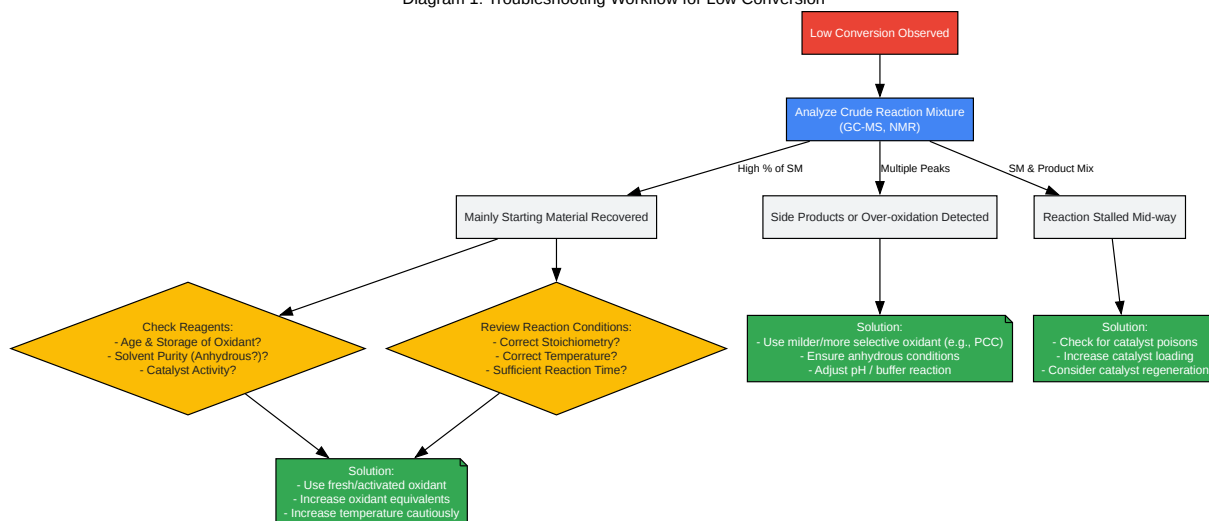 Diagram 1: Troubleshooting Workflow for Low Conversion
Low Conversion Observed
Analyze Crude Reaction Mixture
(GC-MS, NMR)
High % of SM
Multiple Peaks
SM & Product Mix
Mainly Starting Material Recovered
Side Products or Over-oxidation Detected
Reaction Stalled Mid-way
Check Reagents:
- Age & Storage of Oxidant?
- Solvent Purity (Anhydrous?)?
- Catalyst Activity?
Review Reaction Conditions:
- Correct Stoichiometry?
- Correct Temperature?
- Sufficient Reaction Time?
Solution:
- Use milder/more selective oxidant (e.g., PCC)
- Ensure anhydrous conditions
- Adjust pH / buffer reaction
Solution:
- Check for catalyst poisons
- Increase catalyst loading
- Consider catalyst regeneration
Solution:
- Use fresh/activated oxidant
- Increase oxidant equivalents
- Increase temperature cautiously